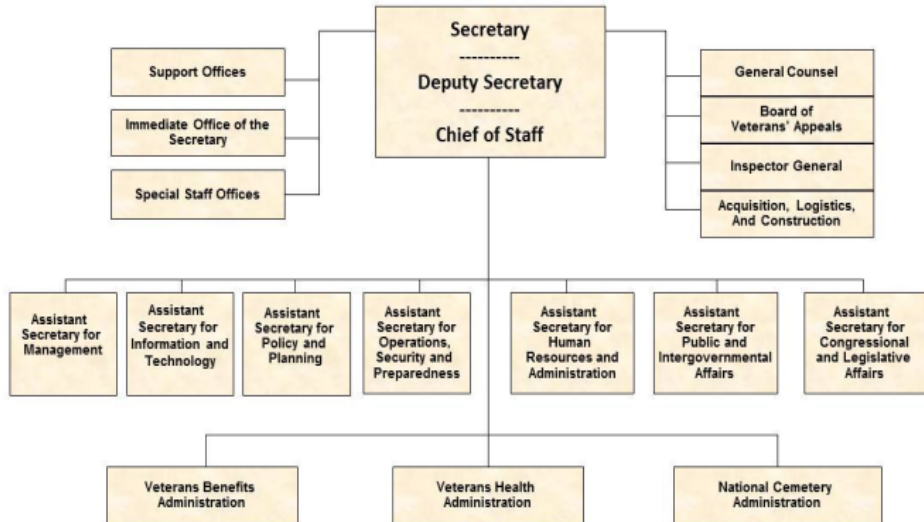 Secretary
----------
Deputy Secretary
----------
Chief of Staff
Support Offices
Immediate Office of the
Secretary
Special Staff Offices
General Counsel
Board of
Veterans' Appeals
Inspector General
Acquisition, Logistics,
And Construction
Assistant
Secretary for
Management
Assistant
Secretary for
Information and
Technology
Assistant
Secretary for
Policy and
Planning
Assistant
Secretary for
Operations,
Security and
Preparedness
Assistant
Secretary for
Human
Resources and
Administration
Assistant
Secretary for
Public and
Intergovernmental
Affairs
Assistant
Secretary for
Congressional
and Legislative
Affairs
Veterans Benefits
Administration
Veterans Health
Administration
National Cemetery
Administration